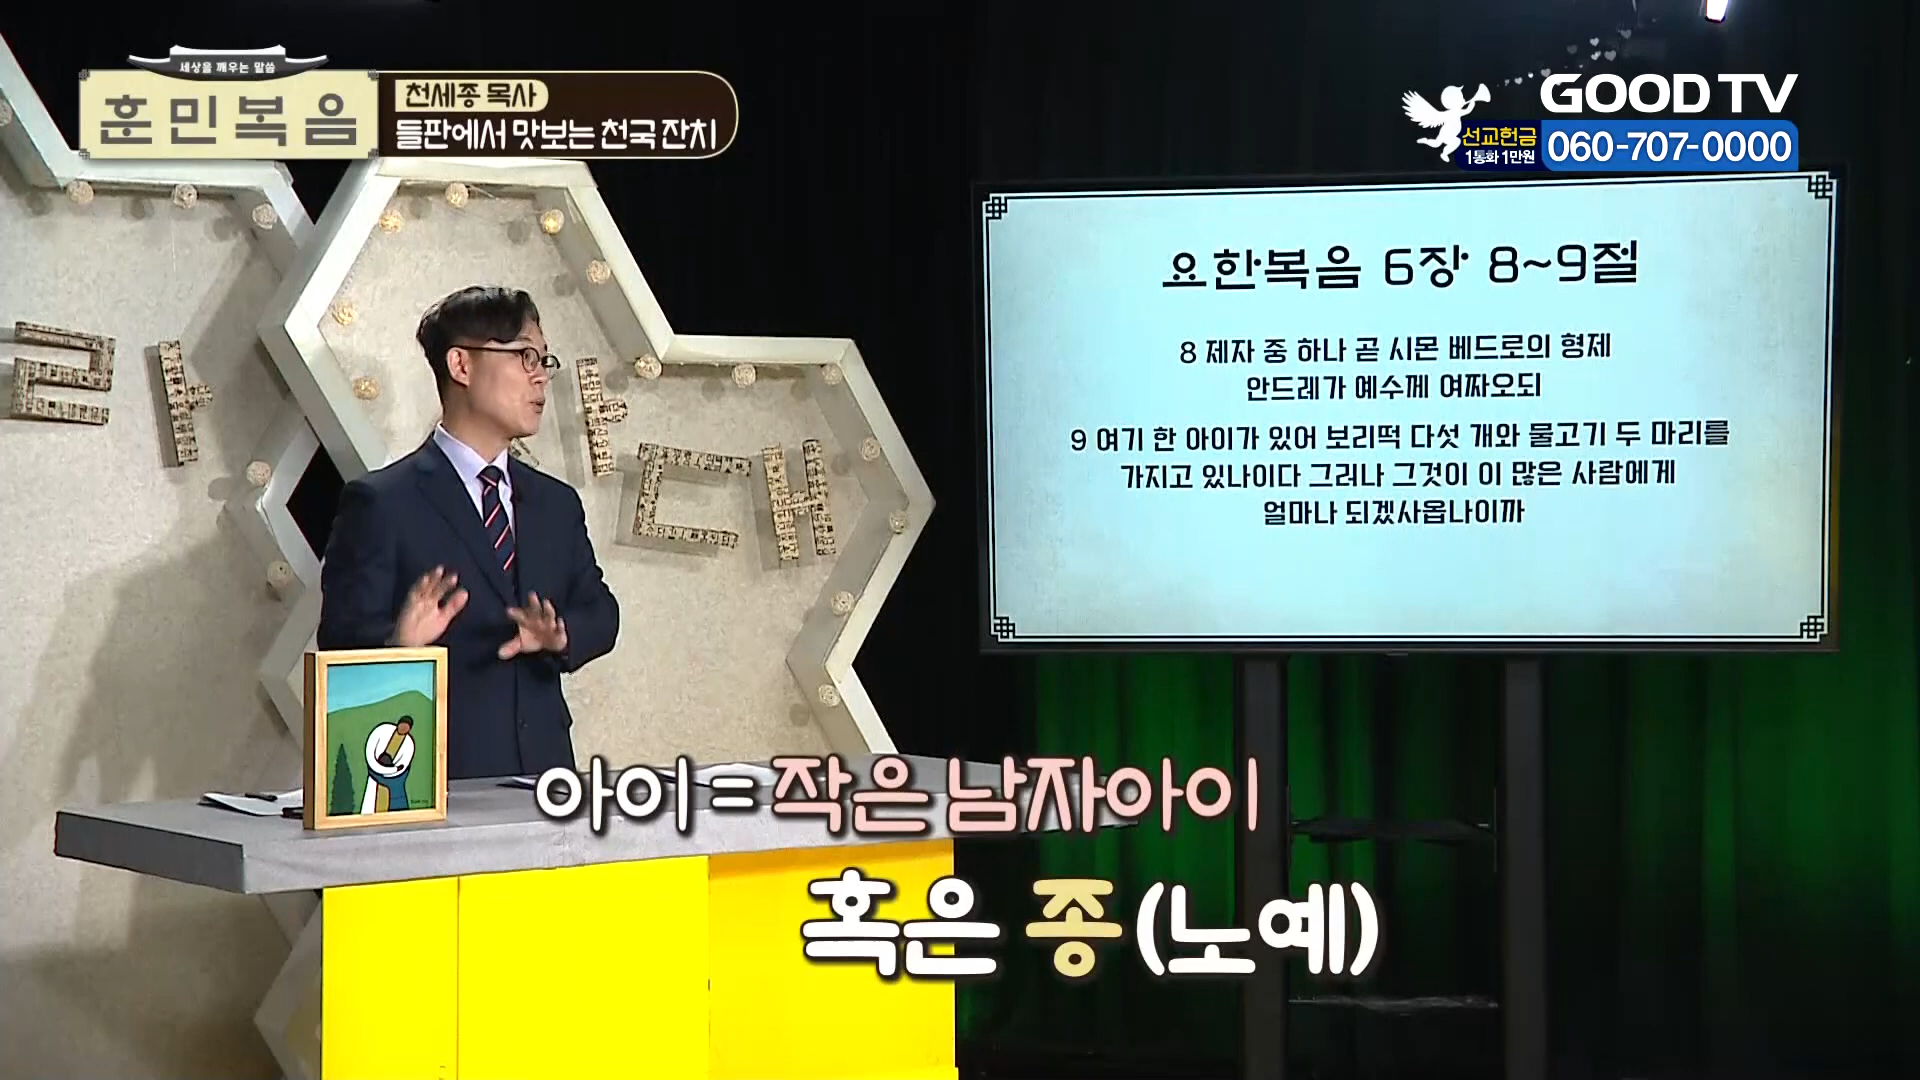 세상을 깨우는 말씀
훈민복음
천세종 목사
들판에서 맛보는 천국 잔치
GOODTV
선교헌금
1통화 1만원
060-707-0000
요한복음 6장 8~9절
8 제자 중 하나 곧 시몬 베드로의 형제
안드레가 예수께 여짜오되
9 여기 한 아이가 있어 보리떡 다섯 개와 물고기 두 마리를
가지고 있나이다 그러나 그것이 이 많은 사람에게
얼마나 되겠사옵나이까
아이 = 작은 남자아이
혹은 종(노예)